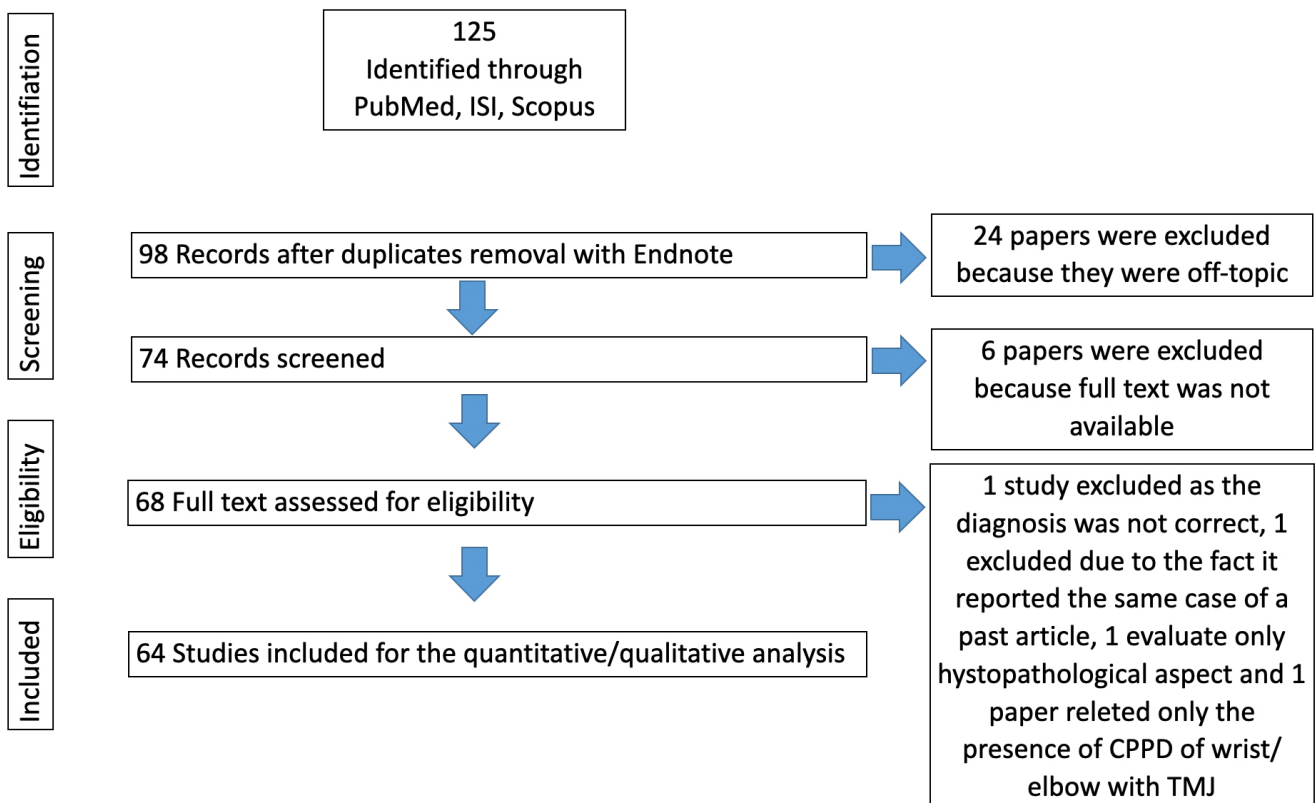 Identifiation
125
Identified through
PubMed, ISI, Scopus
Screening
98 Records after duplicates removal with Endnote
24 papers were excluded
because they were off-topic
74 Records screened
6 papers were excluded
because full text was not
available
Eligibility
68 Full text assessed for eligibility
1 study excluded as the
diagnosis was not correct, 1
excluded due to the fact it
reported the same case of a
past article, 1 evaluate only
hystopathological aspect and 1
paper releted only the
presence of CPPD of wrist/
elbow with TMJ
Included
64 Studies included for the quantitative/qualitative analysis